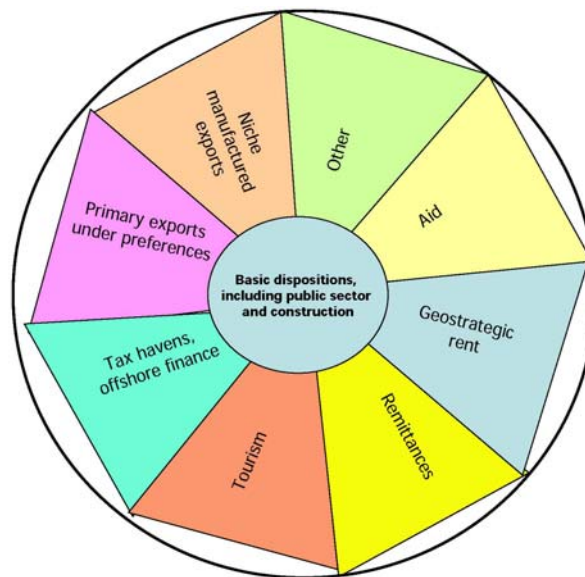 Niche
manufactured
exports
Other
Aid
Geostrategic
rent
Remittances
Tourism
Tax havens,
offshore finance
Primary exports
under preferences
Basic dispositions,
including public sector
and construction